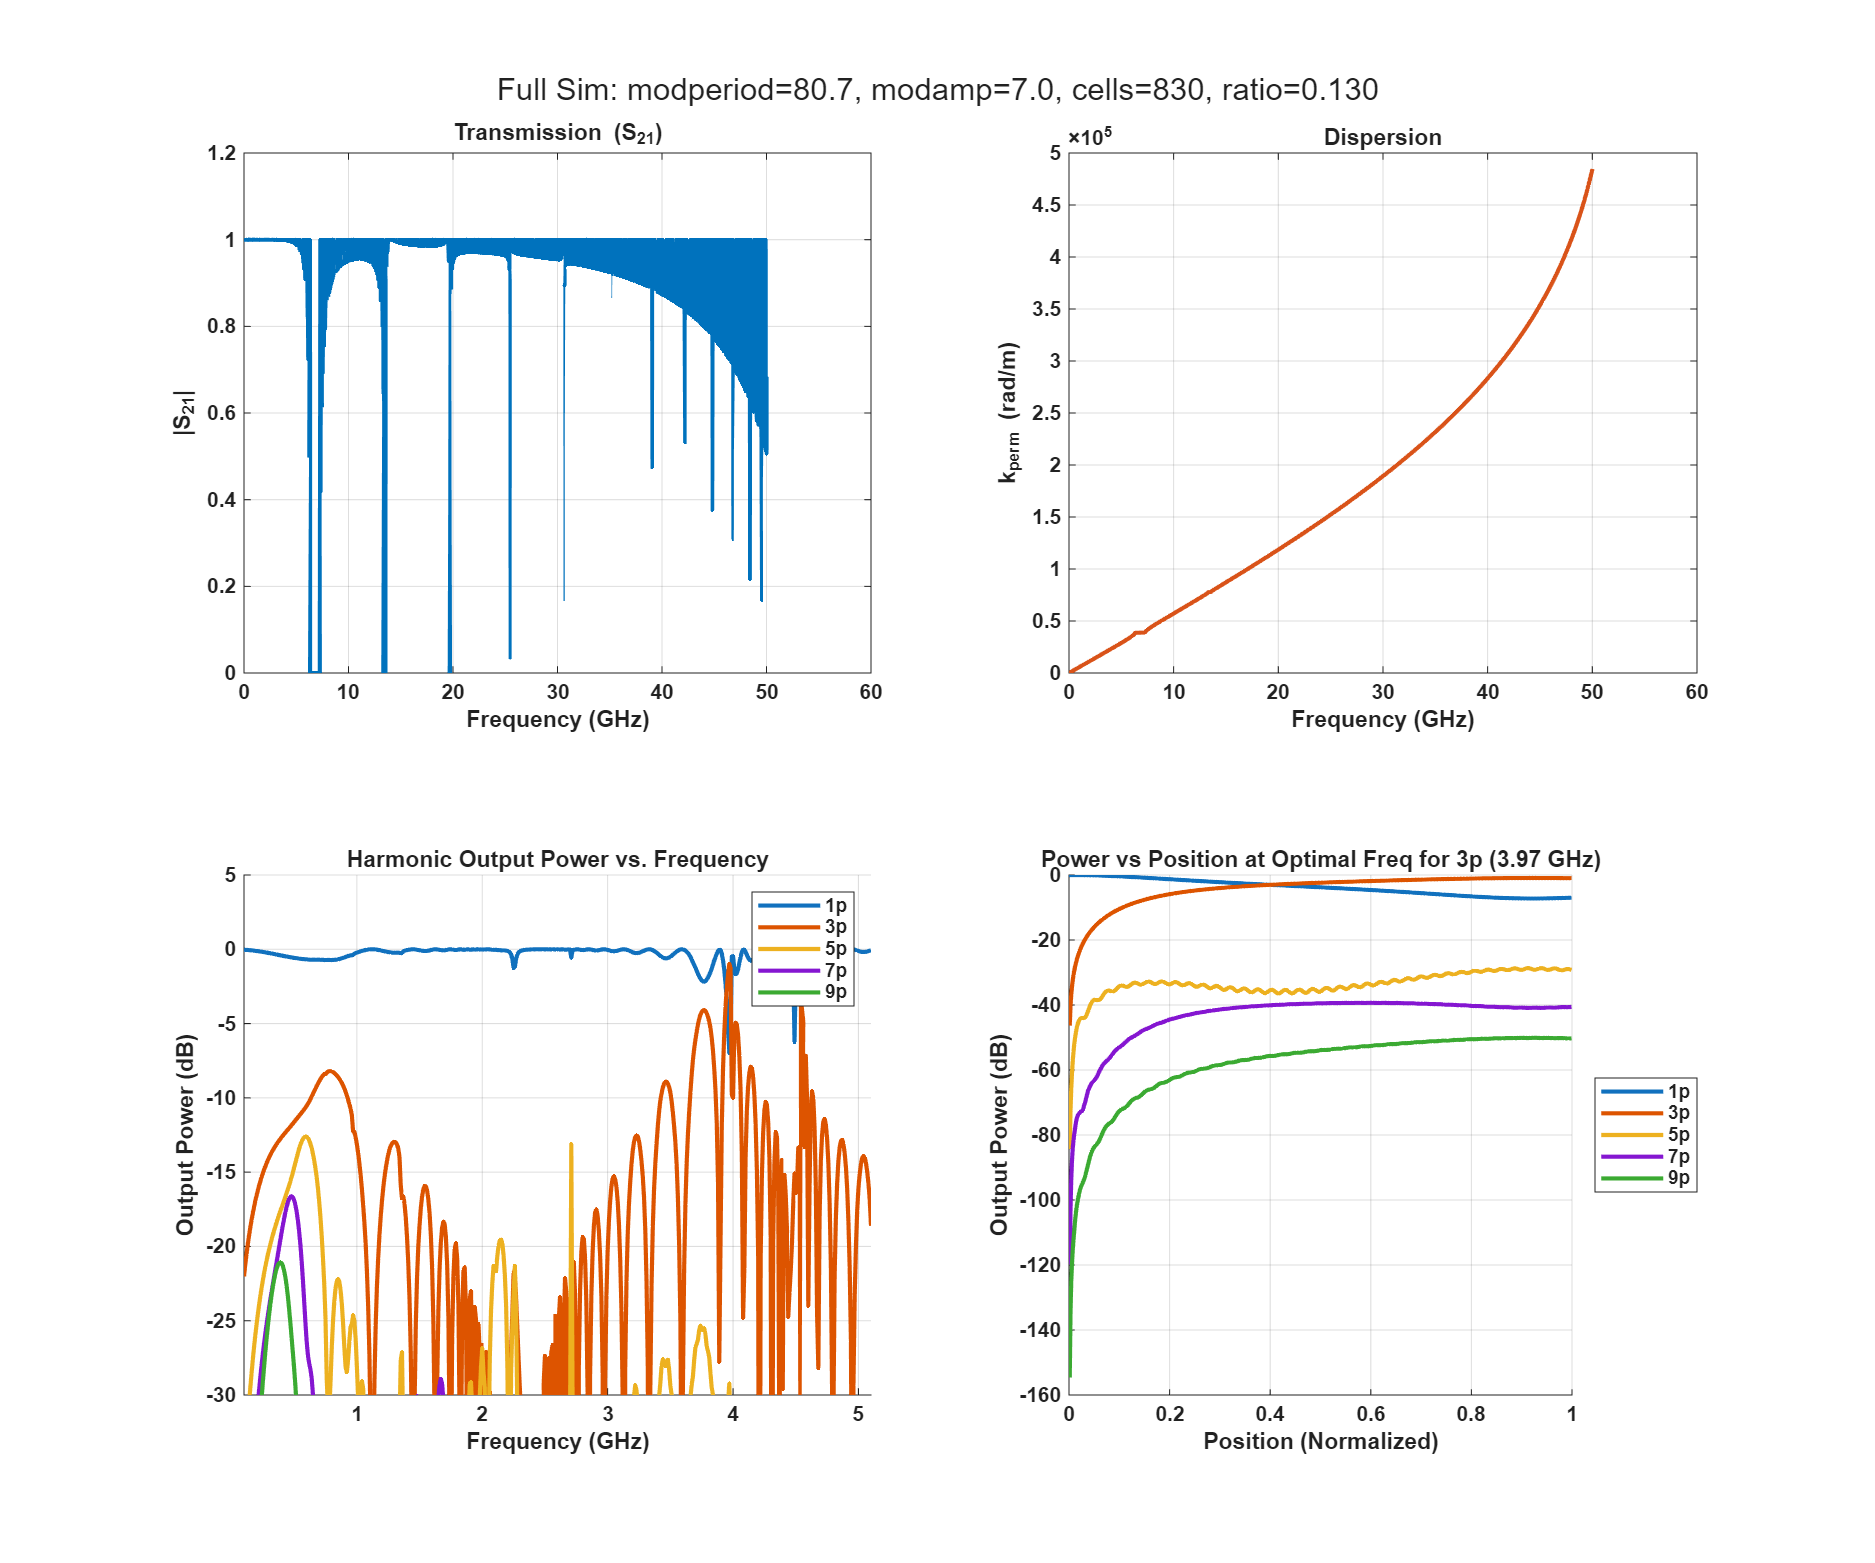 Full Sim: modperiod=80.7, modamp=7.0, cells=830, ratio=0.130
Transmission (S21)
1.2
1
0.8
0.6
0.4
0.2
0
|S21|
0 10 20 30 40 50 60
Frequency (GHz)
Dispersion
×10^5
5
4.5
4
3.5
3
2.5
2
1.5
1
0.5
0
kperm (rad/m)
0 10 20 30 40 50 60
Frequency (GHz)
Harmonic Output Power vs. Frequency
5
0
-5
-10
-15
-20
-25
-30
Output Power (dB)
1p
3p
5p
7p
9p
1 2 3 4 5
Frequency (GHz)
Power vs Position at Optimal Freq for 3p (3.97 GHz)
0
-20
-40
-60
-80
-100
-120
-140
-160
Output Power (dB)
1p
3p
5p
7p
9p
0 0.2 0.4 0.6 0.8 1
Position (Normalized)